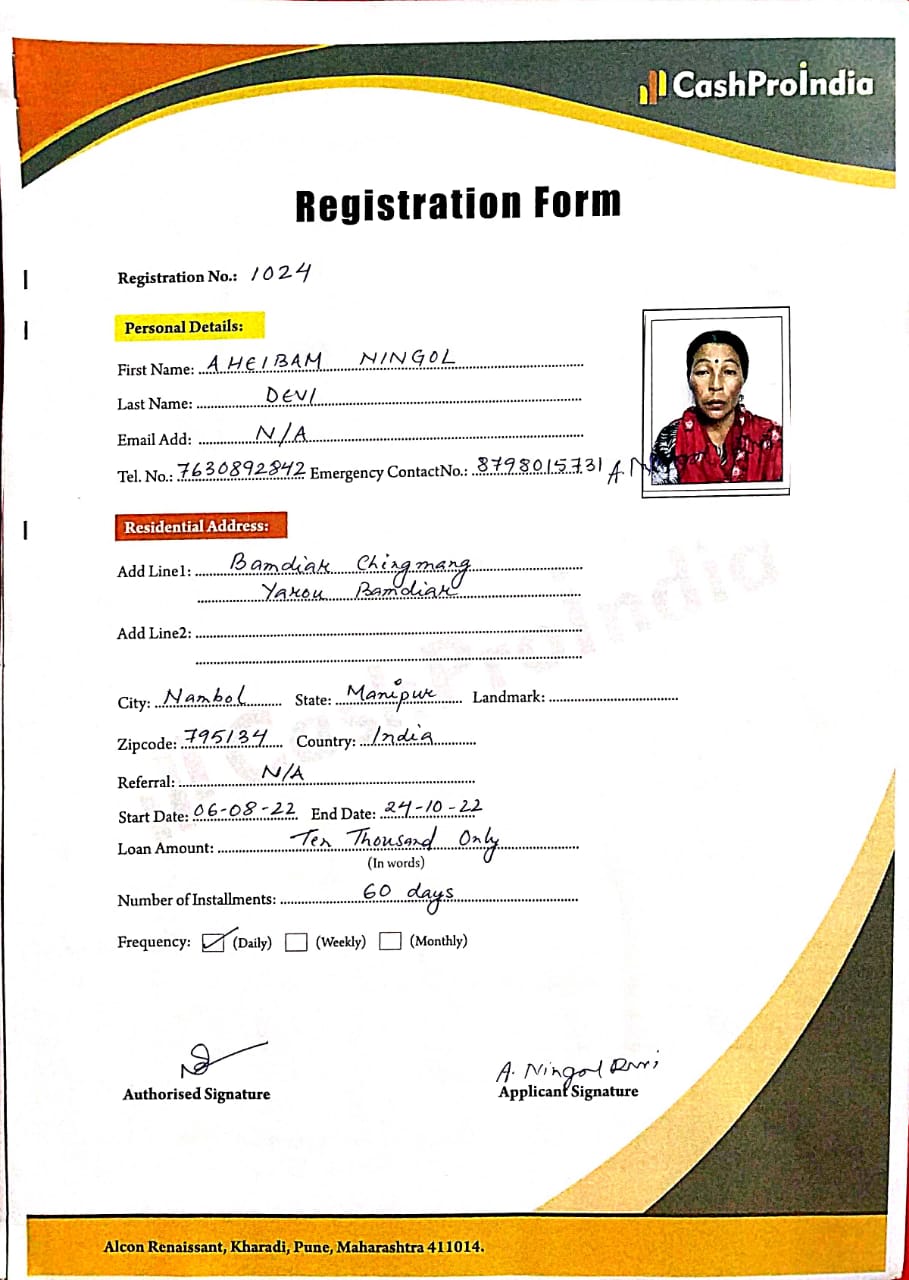 CashProIndia
Registration Form
Registration No.: 1024
Personal Details:
First Name: AHEIBAM NINGOL
Last Name: DEVI
Email Add: N/A
Tel. No.: 7630892842 Emergency ContactNo.: 8798015731
Residential Address:
Add Line1: Bamdiar Chingmang
Yarou Bamdiar
Add Line2:
City: Nambol State: Manipur Landmark:
Zipcode: 795134 Country: India
Referral: N/A
Start Date: 06-08-22 End Date: 24-10-22
Loan Amount: Ten Thousand Only
(In words)
Number of Installments: 60 days
Frequency: (Daily) (Weekly) (Monthly)
A. Ningol Devi
Authorised Signature Applicant Signature
Alcon Renaissant, Kharadi, Pune, Maharashtra 411014.